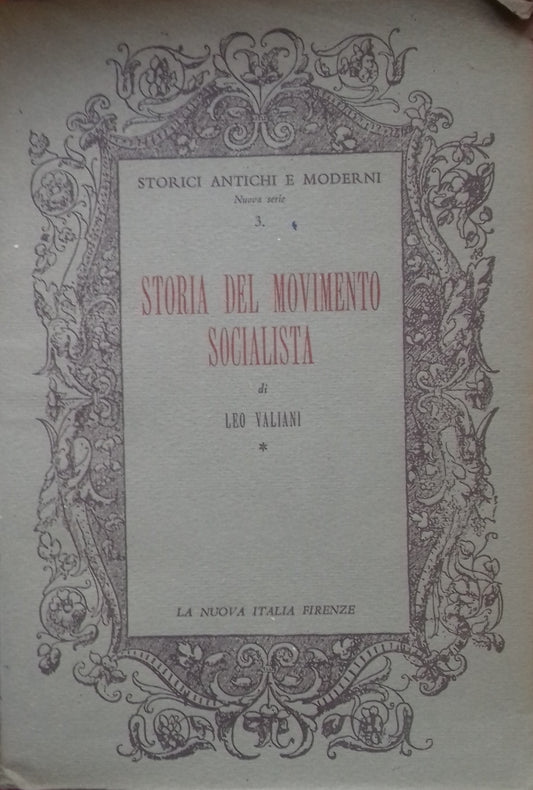 STORICI ANTICHI E MODERNI
Nuova serie
3.
STORIA DEL MOVIMENTO
SOCIALISTA
di
LEO VALIANI
*
LA NUOVA ITALIA FIRENZE